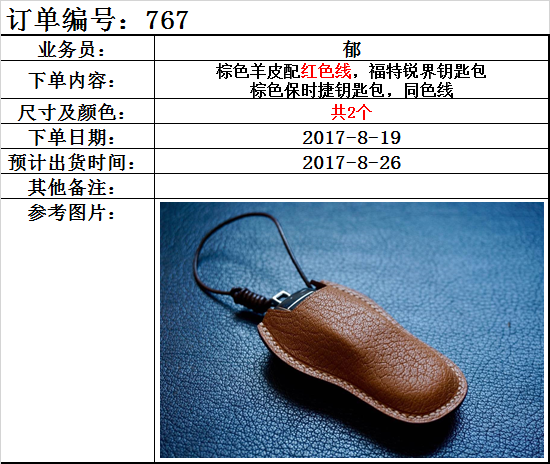 订单编号：767
业务员： 郁
下单内容： 棕色羊皮配红色线，福特锐界钥匙包
棕色保时捷钥匙包，同色线
尺寸及颜色： 共2个
下单日期： 2017-8-19
预计出货时间： 2017-8-26
其他备注：
参考图片：